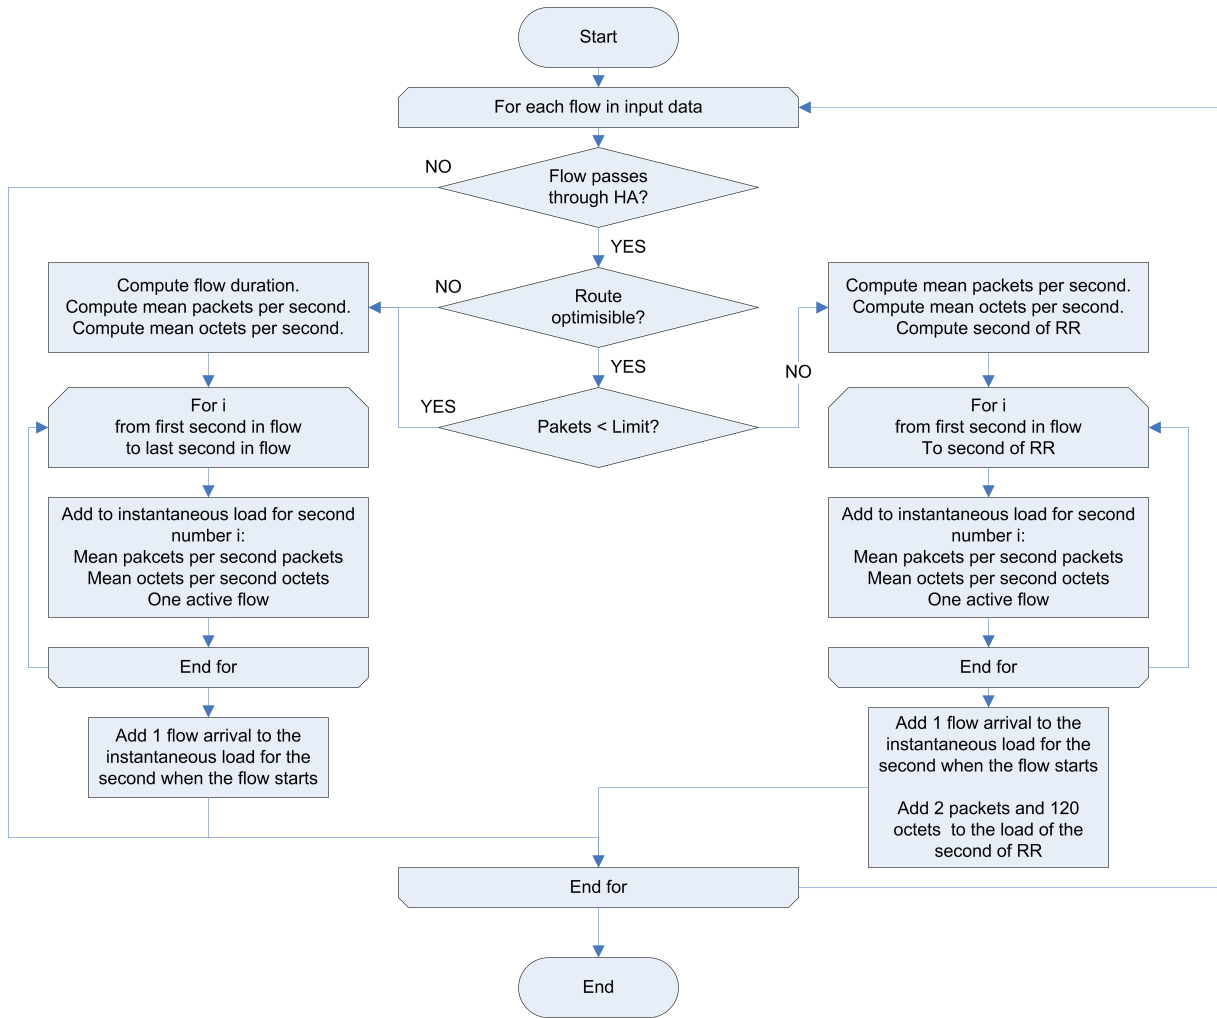 Start
For each flow in input data
NO
Flow passes
through HA?
YES
Compute flow duration.
Compute mean packets per second.
Compute mean octets per second.
NO
Route
optimisible?
Compute mean packets per second.
Compute mean octets per second.
Compute second of RR
YES
NO
For i
from first second in flow
to last second in flow
YES
Pakets < Limit?
For i
from first second in flow
To second of RR
Add to instantaneous load for second
number i:
Mean pakcets per second packets
Mean octets per second octets
One active flow
Add to instantaneous load for second
number i:
Mean pakcets per second packets
Mean octets per second octets
One active flow
End for
End for
Add 1 flow arrival to the
instantaneous load for the
second when the flow starts
Add 1 flow arrival to the
instantaneous load for the
second when the flow starts
Add 2 packets and 120
octets to the load of the
second of RR
End for
End